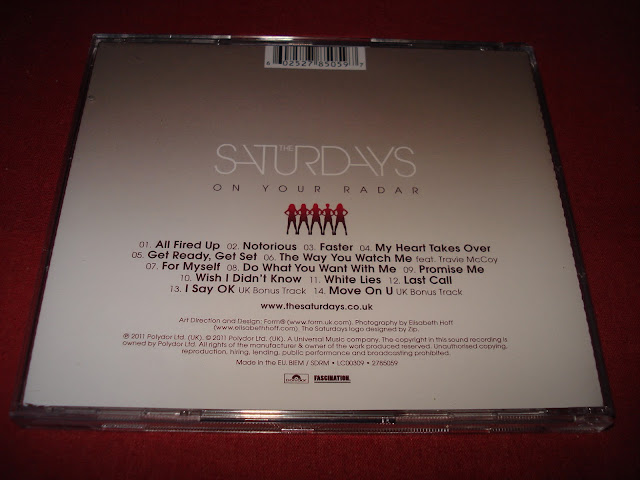 6 02527 85059 7
THE
SATURDAYS
ON YOUR RADAR
01. All Fired Up 02. Notorious 03. Faster 04. My Heart Takes Over
05. Get Ready, Get Set 06. The Way You Watch Me feat. Travie McCoy
07. For Myself 08. Do What You Want With Me 09. Promise Me
10. Wish I Didn't Know 11. White Lies 12. Last Call
13. I Say OK UK Bonus Track 14. Move On U UK Bonus Track
www.thesaturdays.co.uk
Art Direction and Design: Form® (www.form.uk.com). Photography by Elisabeth Hoff
(www.elisabethhoff.com). The Saturdays logo designed by Zip.
℗ 2011 Polydor Ltd. (UK). © 2011 Polydor Ltd. (UK). A Universal Music company. The copyright in this sound recording is
owned by Polydor Ltd. All rights of the manufacturer & owner of the work produced reserved. Unauthorised copying,
reproduction, hiring, lending, public performance and broadcasting prohibited.
Made in the EU. BIEM / SDRM • LC00309 • 2785059
polydor FASCINATION